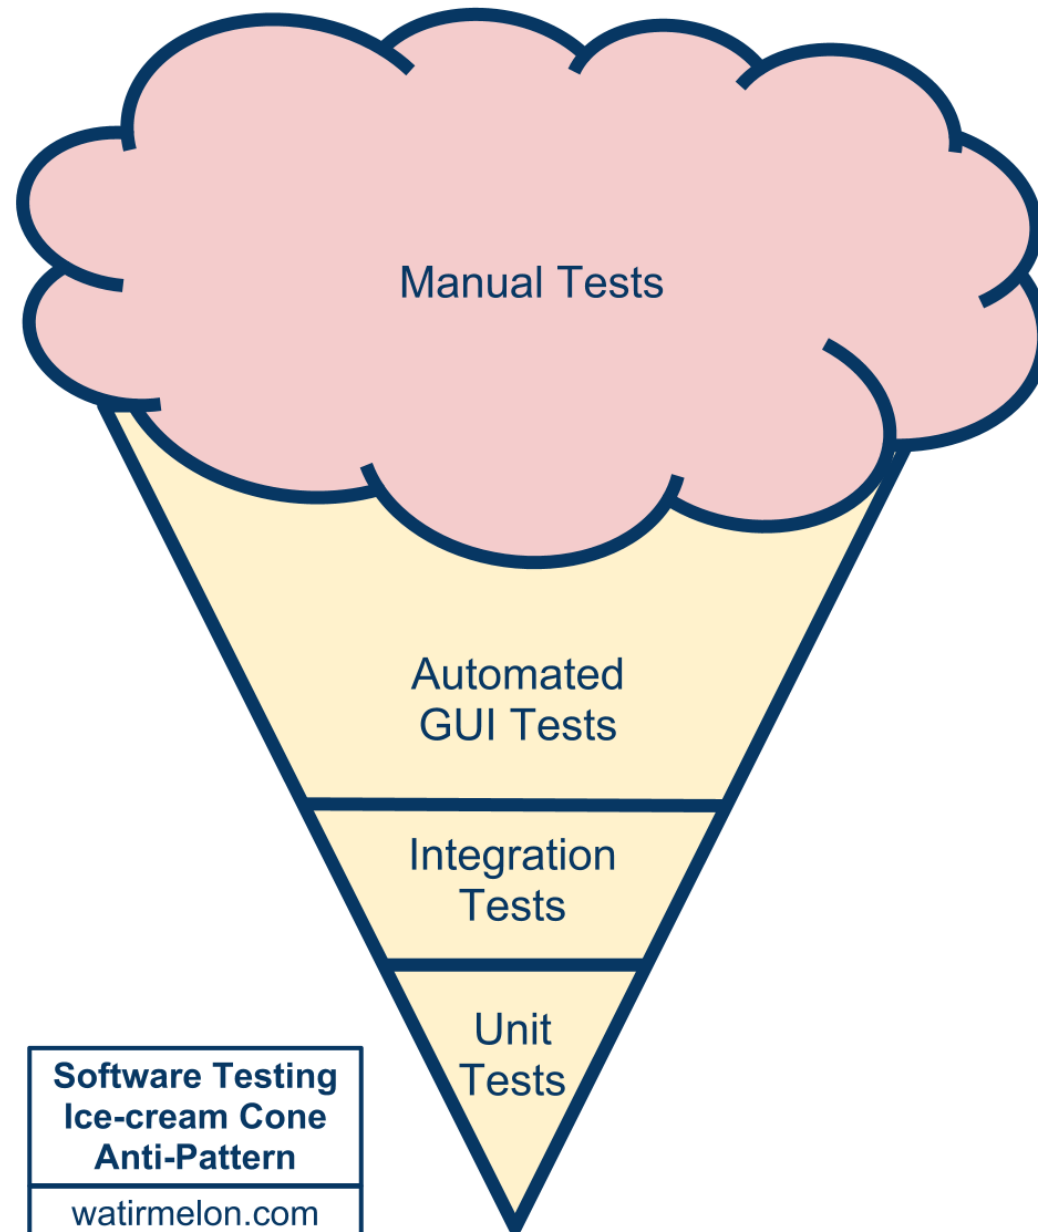 Manual Tests
Automated
GUI Tests
Integration
Tests
Unit
Tests
Software Testing
Ice-cream Cone
Anti-Pattern
watirmelon.com